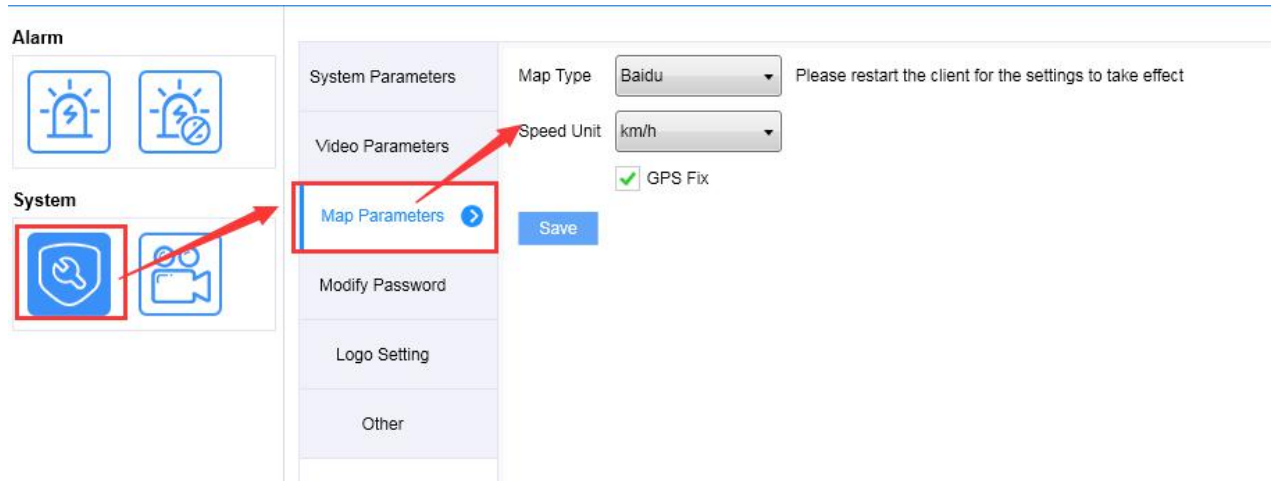 Alarm
System
System Parameters
Video Parameters
Map Parameters
Modify Password
Logo Setting
Other
Map Type Baidu Please restart the client for the settings to take effect
Speed Unit km/h
GPS Fix
Save